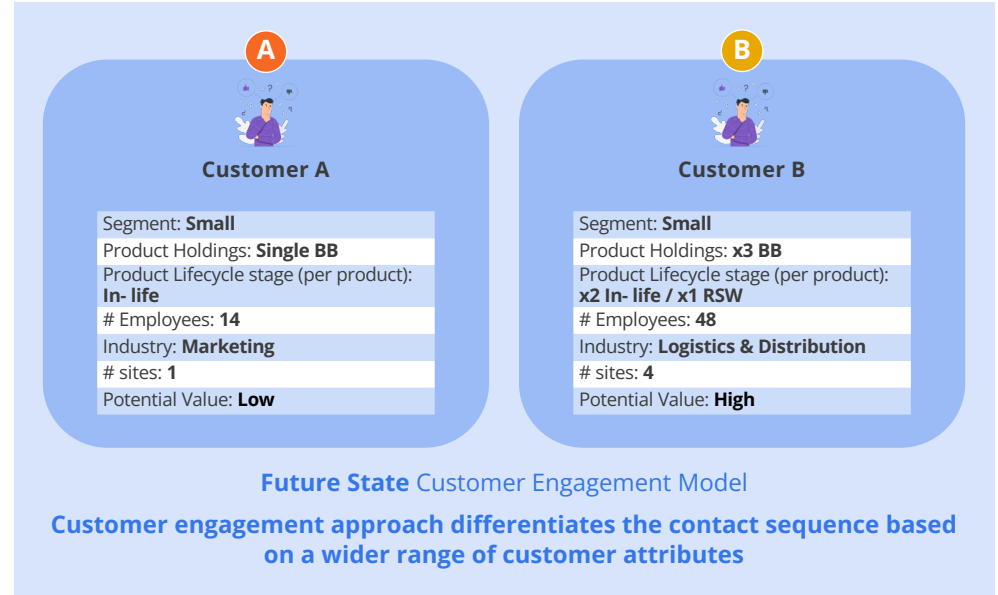 A
Customer A
Segment: Small
Product Holdings: Single BB
Product Lifecycle stage (per product):
In- life
# Employees: 14
Industry: Marketing
# sites: 1
Potential Value: Low
B
Customer B
Segment: Small
Product Holdings: x3 BB
Product Lifecycle stage (per product):
x2 In- life / x1 RSW
# Employees: 48
Industry: Logistics & Distribution
# sites: 4
Potential Value: High
Future State Customer Engagement Model
Customer engagement approach differentiates the contact sequence based
on a wider range of customer attributes